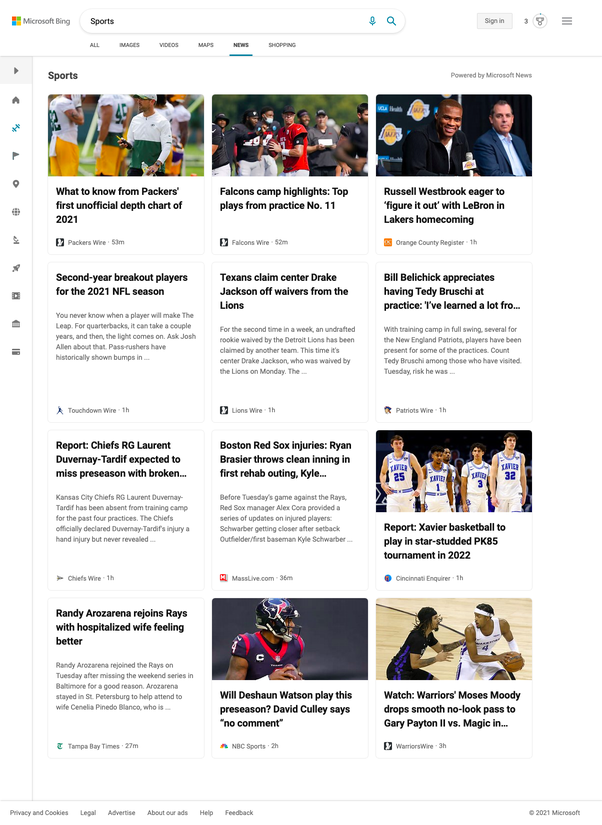 Microsoft Bing
Sports
Sign in
3
ALL
IMAGES
VIDEOS
MAPS
NEWS
SHOPPING
Sports
Powered by Microsoft News
What to know from Packers'
first unofficial depth chart of
2021
Packers Wire · 53m
Falcons camp highlights: Top
plays from practice No. 11
Falcons Wire · 52m
Russell Westbrook eager to
‘figure it out’ with LeBron in
Lakers homecoming
Orange County Register · 1h
Second-year breakout players
for the 2021 NFL season
You never know when a player will make The
Leap. For quarterbacks, it can take a couple
years, and then, the light comes on. Ask Josh
Allen about that. Pass-rushers have
historically shown bumps in ...
Touchdown Wire · 1h
Texans claim center Drake
Jackson off waivers from the
Lions
For the second time in a week, an undrafted
rookie waived by the Detroit Lions has been
claimed by another team. This time it's
center Drake Jackson, who was waived by
the Lions on Monday. The ...
Lions Wire · 1h
Bill Belichick appreciates
having Tedy Bruschi at
practice: 'I've learned a lot fro...
With training camp in full swing, several for
the New England Patriots, players have been
present for some of the practices. Count
Tedy Bruschi among those who have visited.
Tuesday, risk he was ...
Patriots Wire · 1h
Report: Chiefs RG Laurent
Duvernay-Tardif expected to
miss preseason with broken...
Kansas City Chiefs RG Laurent Duvernay-
Tardif has been absent from training camp
for the past four practices. The Chiefs
officially declared Duvernay-Tardif's injury a
hand injury but never revealed ...
Chiefs Wire · 1h
Boston Red Sox injuries: Ryan
Brasier throws clean inning in
first rehab outing, Kyle...
Before Tuesday's game against the Rays,
Red Sox manager Alex Cora provided a
series of updates on injured players:
Schwarber getting closer after setback
Outfielder/first baseman Kyle Schwarber ...
MassLive.com · 36m
XAVIER
25
XAVIER
1
XAVIER
3
XAVIER
32
Report: Xavier basketball to
play in star-studded PK85
tournament in 2022
Cincinnati Enquirer · 1h
Randy Arozarena rejoins Rays
with hospitalized wife feeling
better
Randy Arozarena rejoined the Rays on
Tuesday after missing the weekend series in
Baltimore for a good reason. Arozarena
stayed in St. Petersburg to help attend to
wife Cenelia Pinedo Blanco, who is ...
Tampa Bay Times · 27m
Will Deshaun Watson play this
preseason? David Culley says
“no comment”
NBC Sports · 2h
Watch: Warriors' Moses Moody
drops smooth no-look pass to
Gary Payton II vs. Magic in...
WarriorsWire · 3h
Privacy and Cookies
Legal
Advertise
About our ads
Help
Feedback
© 2021 Microsoft